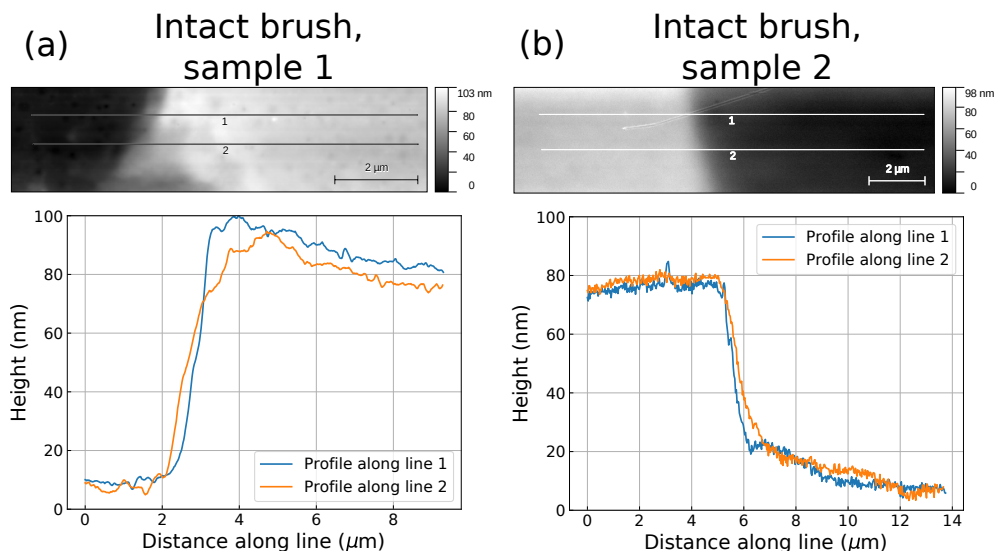 (a)
Intact brush,
sample 1
103 nm
80
60
40
20
0
1
2
2 µm
100
80
60
40
20
0
0
2
4
6
8
Height (nm)
Distance along line (µm)
Profile along line 1
Profile along line 2
(b)
Intact brush,
sample 2
98 nm
80
60
40
20
0
1
2
2 µm
100
80
60
40
20
0
0
2
4
6
8
10
12
14
Height (nm)
Distance along line (µm)
Profile along line 1
Profile along line 2